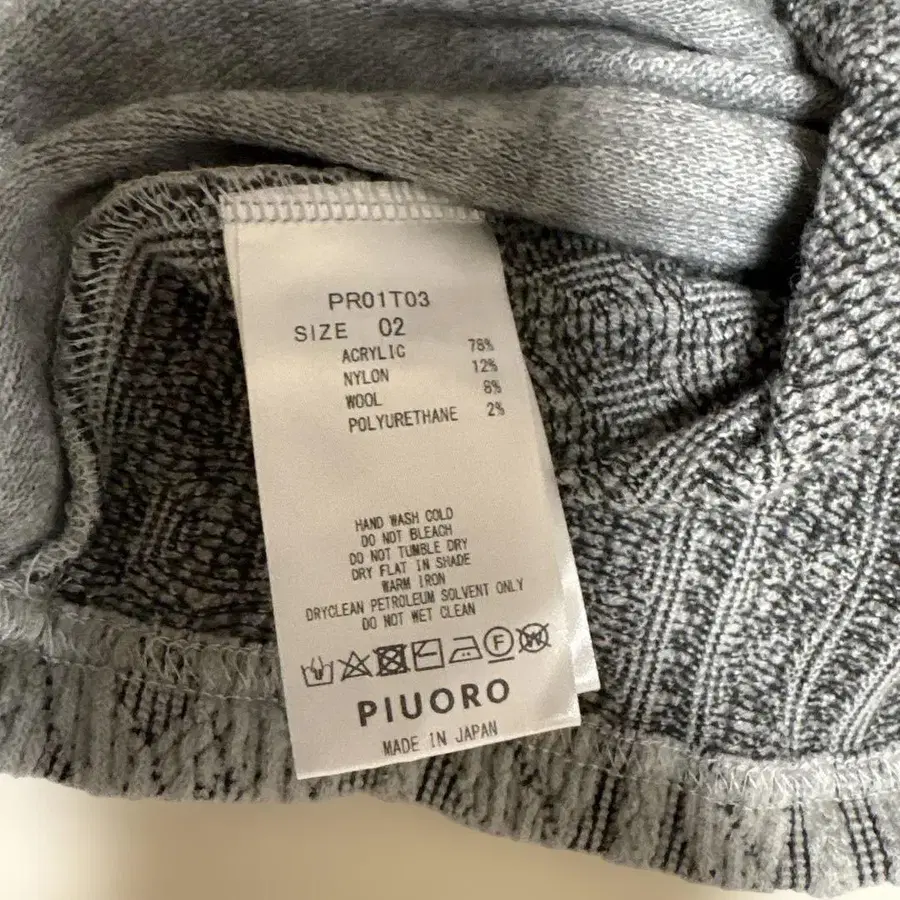 PR01T03
SIZE 02
ACRYLIC 78%
NYLON 12%
WOOL 8%
POLYURETHANE 2%
HAND WASH COLD
DO NOT BLEACH
DO NOT TUMBLE DRY
DRY FLAT IN SHADE
WARM IRON
DRYCLEAN PETROLEUM SOLVENT ONLY
DO NOT WET CLEAN
F W
PIUORO
MADE IN JAPAN